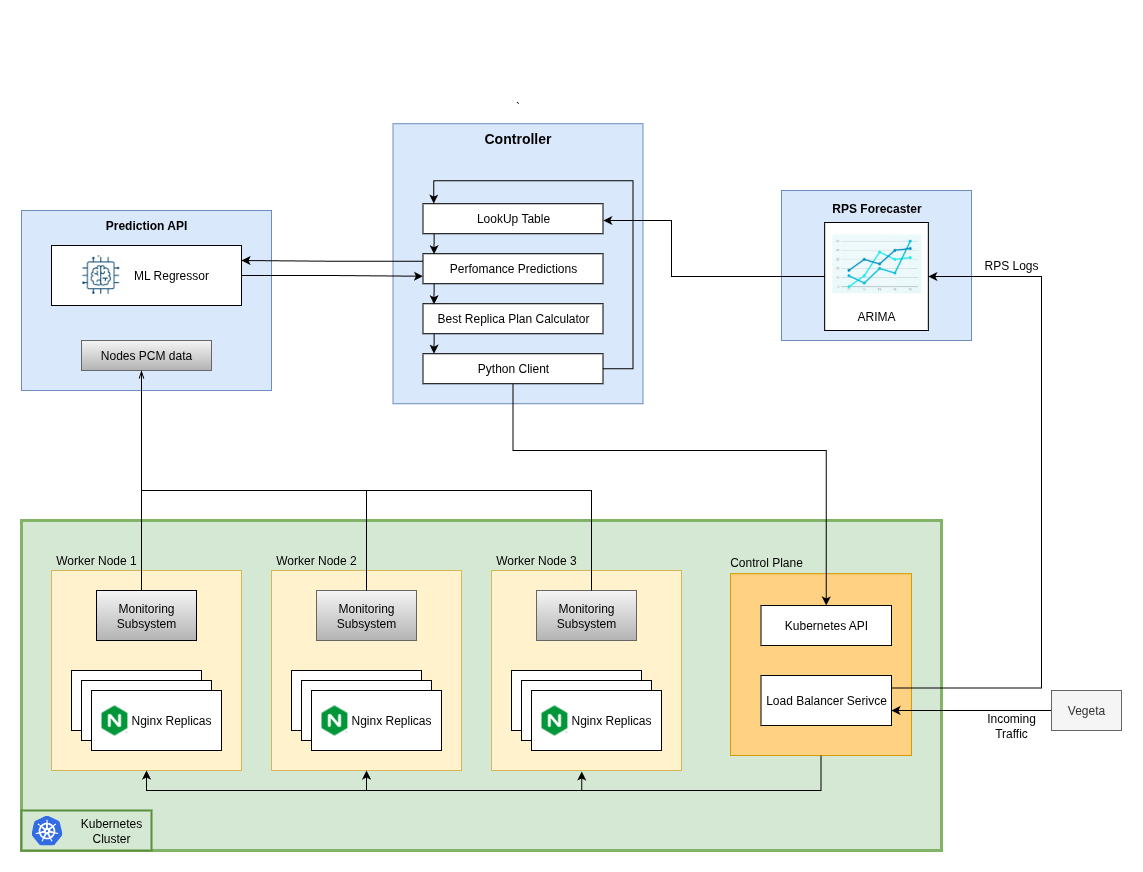 `
Controller
LookUp Table
Perfomance Predictions
Best Replica Plan Calculator
Python Client
Prediction API
ML Regressor
Nodes PCM data
RPS Forecaster
ARIMA
RPS Logs
Worker Node 1
Monitoring
Subsystem
Nginx Replicas
Worker Node 2
Monitoring
Subsystem
Nginx Replicas
Worker Node 3
Monitoring
Subsystem
Nginx Replicas
Control Plane
Kubernetes API
Load Balancer Serivce
Incoming
Traffic
Vegeta
Kubernetes
Cluster